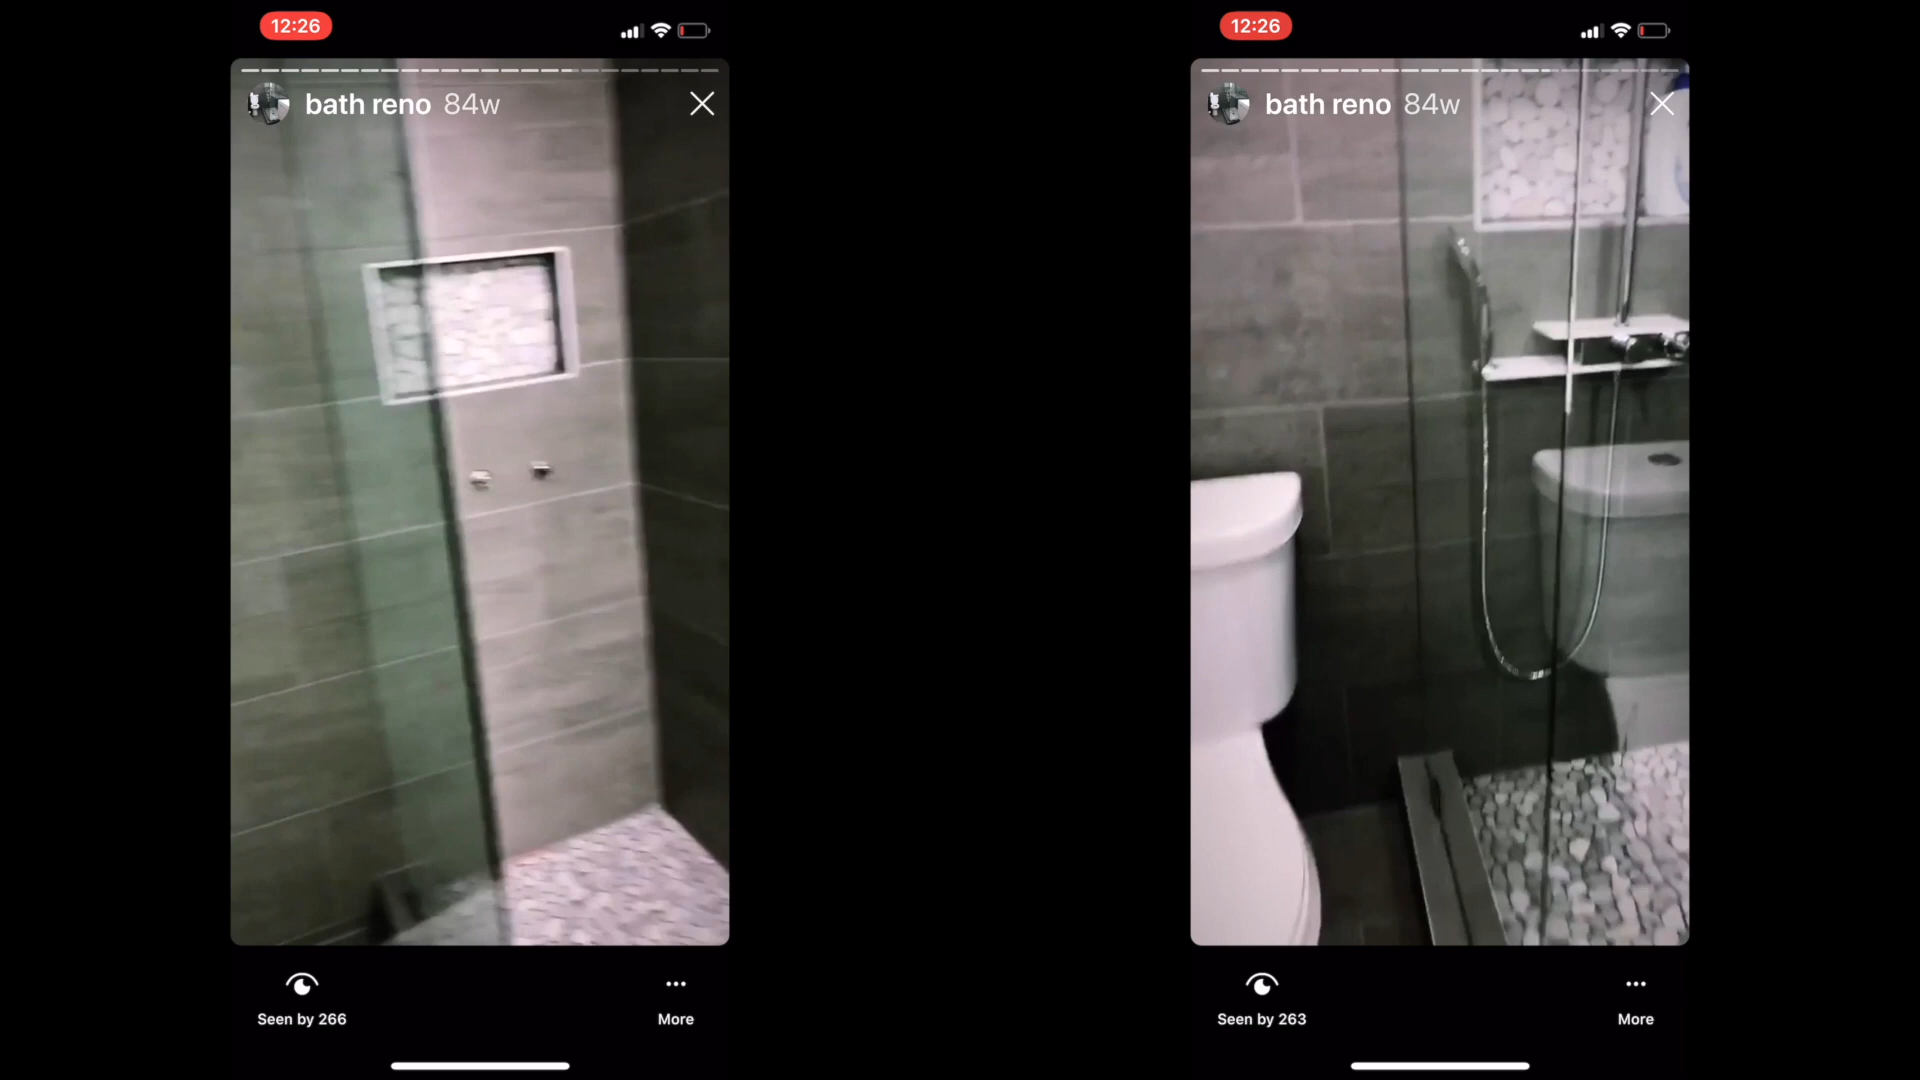 12:26
bath reno 84w
Seen by 266
More
12:26
bath reno 84w
Seen by 263
More